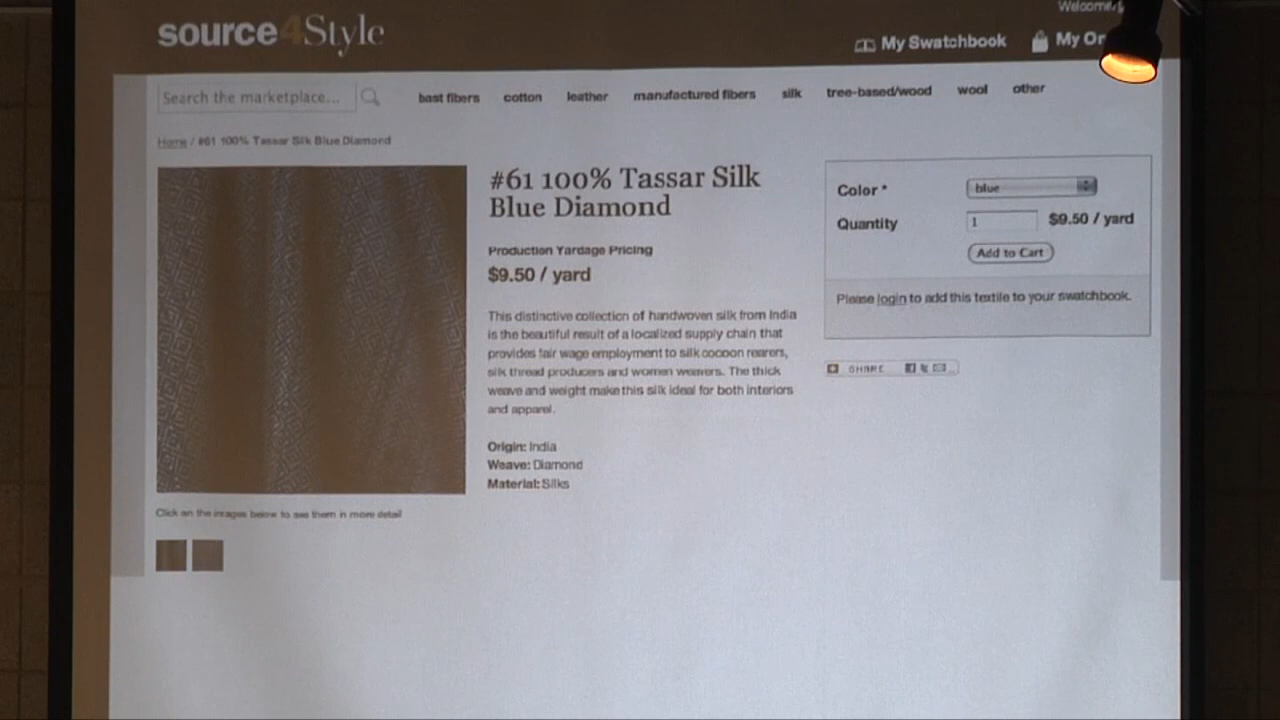 source4Style
My Swatchbook
Search the marketplace...
bast fibers cotton leather manufactured fibers silk tree-based/wood wool other
Home / #61 100% Tassar Silk Blue Diamond
#61 100% Tassar Silk
Blue Diamond
Production Yardage Pricing
$9.50 / yard
This distinctive collection of handwoven silk from India
is the beautiful result of a localized supply chain that
provides fair wage employment to silk cocoon rearers,
silk thread producers and women weavers. The thick
weave and weight make this silk ideal for both interiors
and apparel.
Origin: India
Weave: Diamond
Material: Silks
Click on the images below to see them in more detail
Color * blue
Quantity 1 $9.50 / yard
Add to Cart
Please login to add this textile to your swatchbook.
SHARE